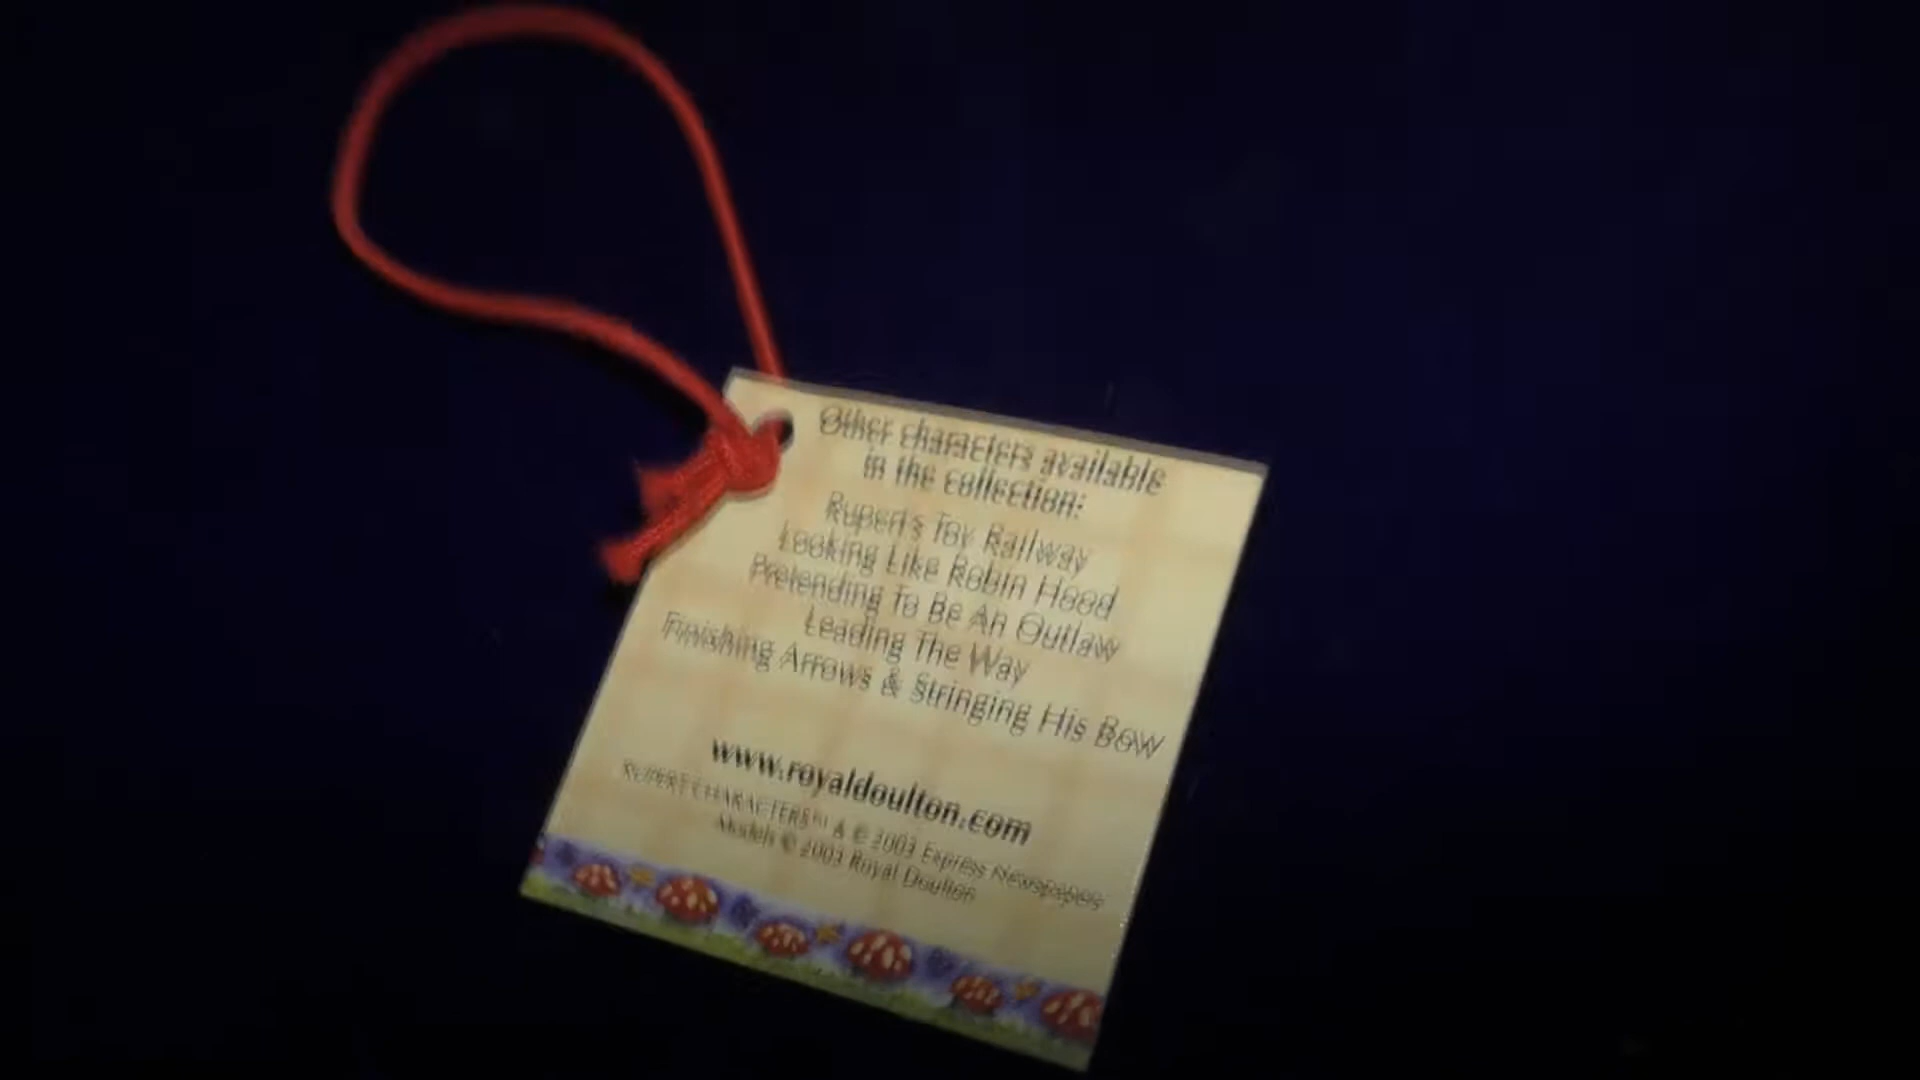 Other characters available
in the collection:
Rupert's Toy Railway
Looking Like Robin Hood
Pretending To Be An Outlaw
Leading The Way
Finishing Arrows & Stringing His Bow
www.royaldoulton.com
RUPERT CHARACTERS™ & © 2003 Express Newspapers
Models © 2003 Royal Doulton